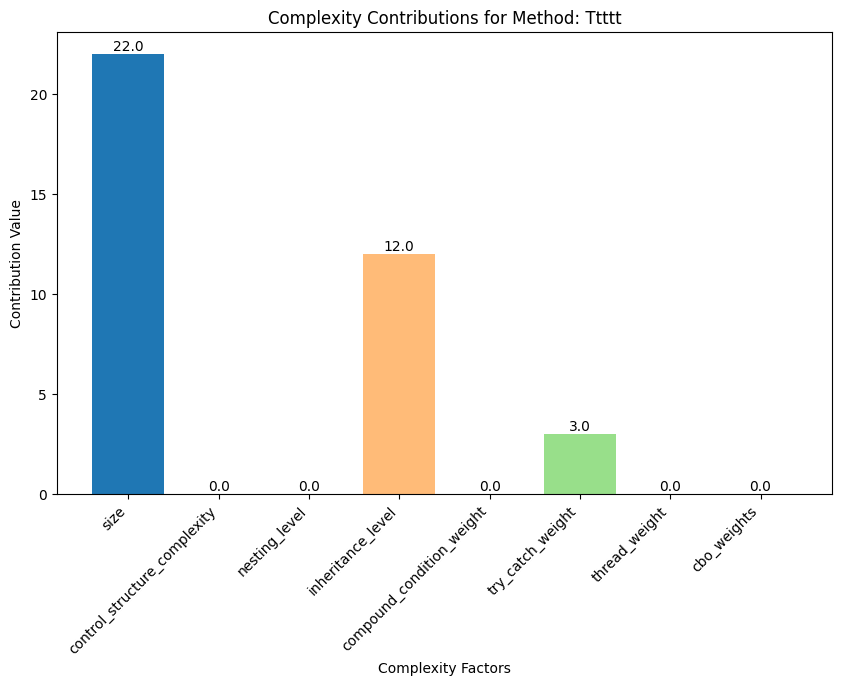 Complexity Contributions for Method: Ttttt
Contribution Value
20
15
10
5
0
22.0
0.0
0.0
12.0
0.0
3.0
0.0
0.0
size
control_structure_complexity
nesting_level
inheritance_level
compound_condition_weight
try_catch_weight
thread_weight
cbo_weights
Complexity Factors